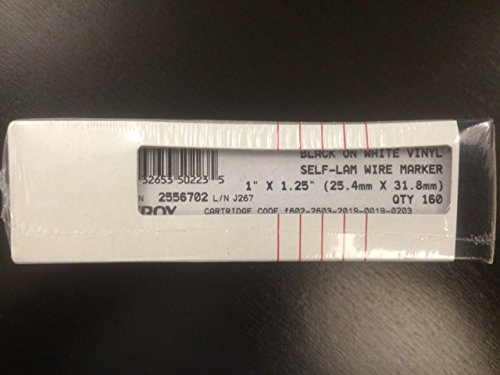 BLACK ON WHITE VINYL
SELF-LAM WIRE MARKER
32653 50223 5
1" X 1.25" (25.4mm X 31.8mm)
N 2556702 L/N J267
QTY 160
CARTRIDGE CODE 1602-2603-2019-0019-0203